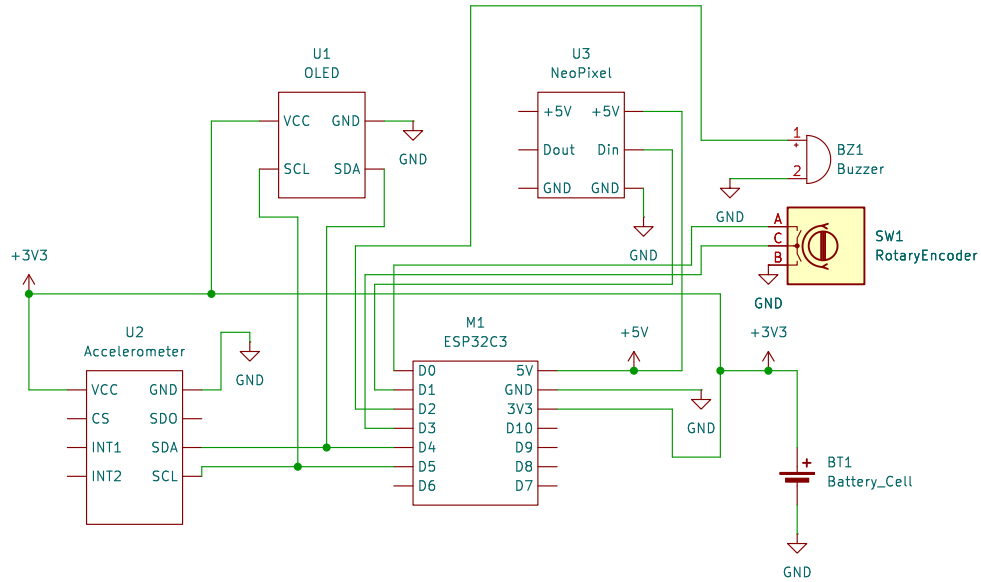 U1
OLED
VCC
GND
SCL
SDA
GND
U3
NeoPixel
+5V
+5V
Dout
Din
GND
GND
GND
1
+
2
BZ1
Buzzer
GND
A
C
B
SW1
RotaryEncoder
GND
+3V3
U2
Accelerometer
VCC
GND
CS
SDO
INT1
SDA
INT2
SCL
GND
M1
ESP32C3
D0
5V
D1
GND
D2
3V3
D3
D10
D4
D9
D5
D8
D6
D7
+5V
GND
+3V3
+
BT1
Battery_Cell
GND